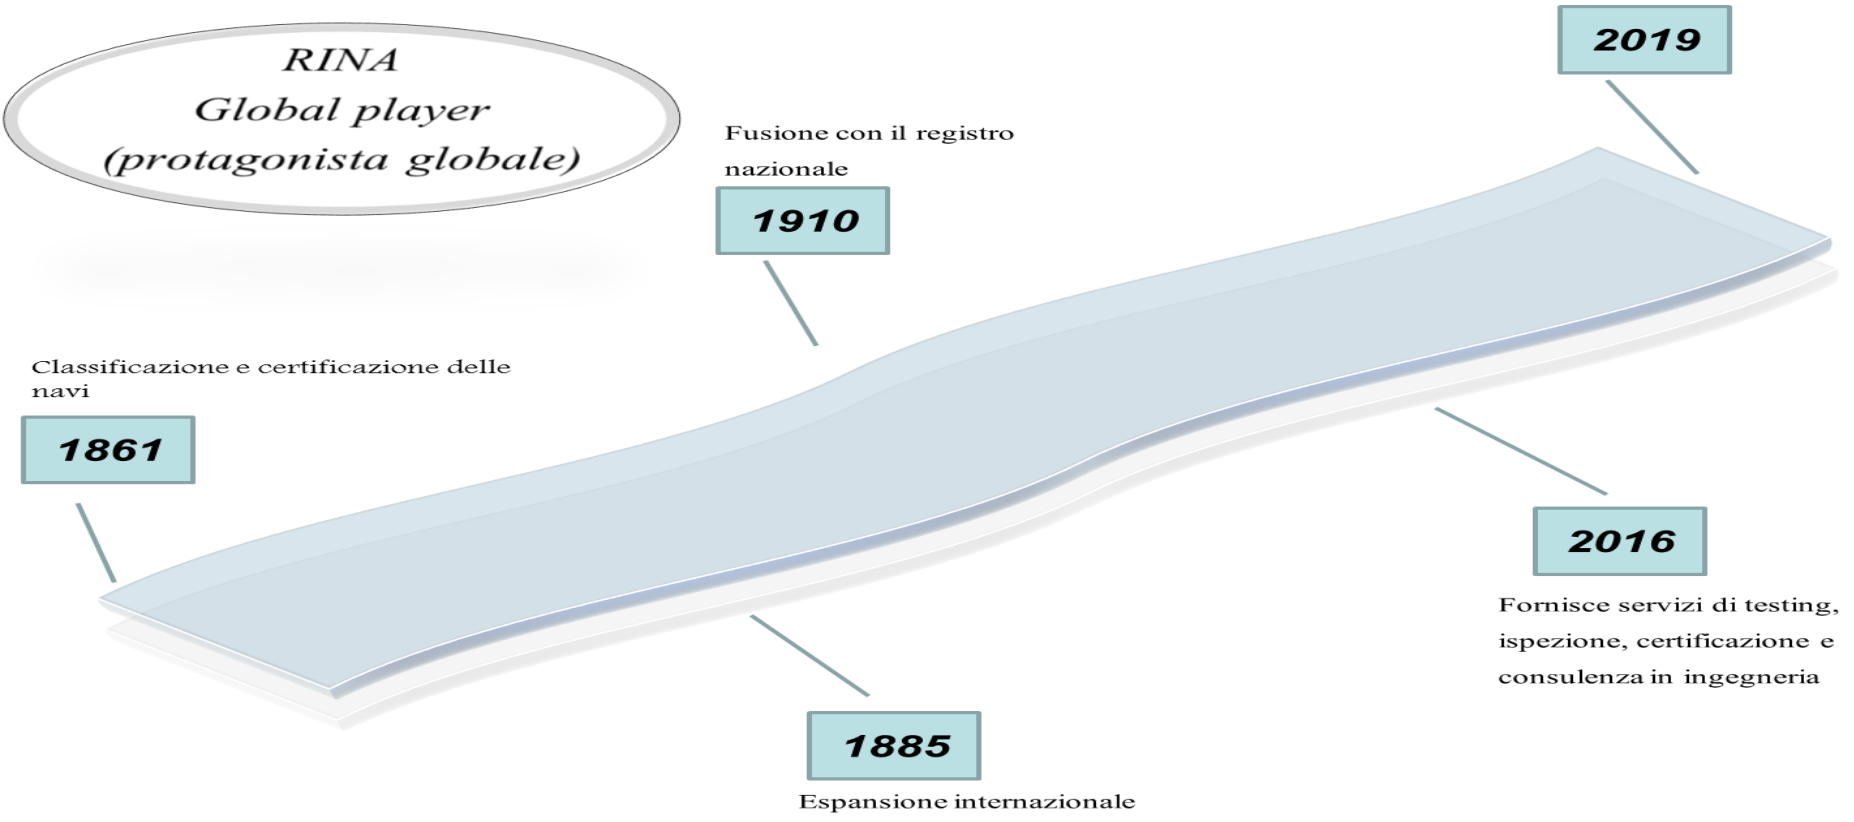 RINA
Global player
(protagonista globale)
2019
Fusione con il registro
nazionale
1910
Classificazione e certificazione delle
navi
1861
2016
Fornisce servizi di testing,
ispezione, certificazione e
consulenza in ingegneria
1885
Espansione internazionale